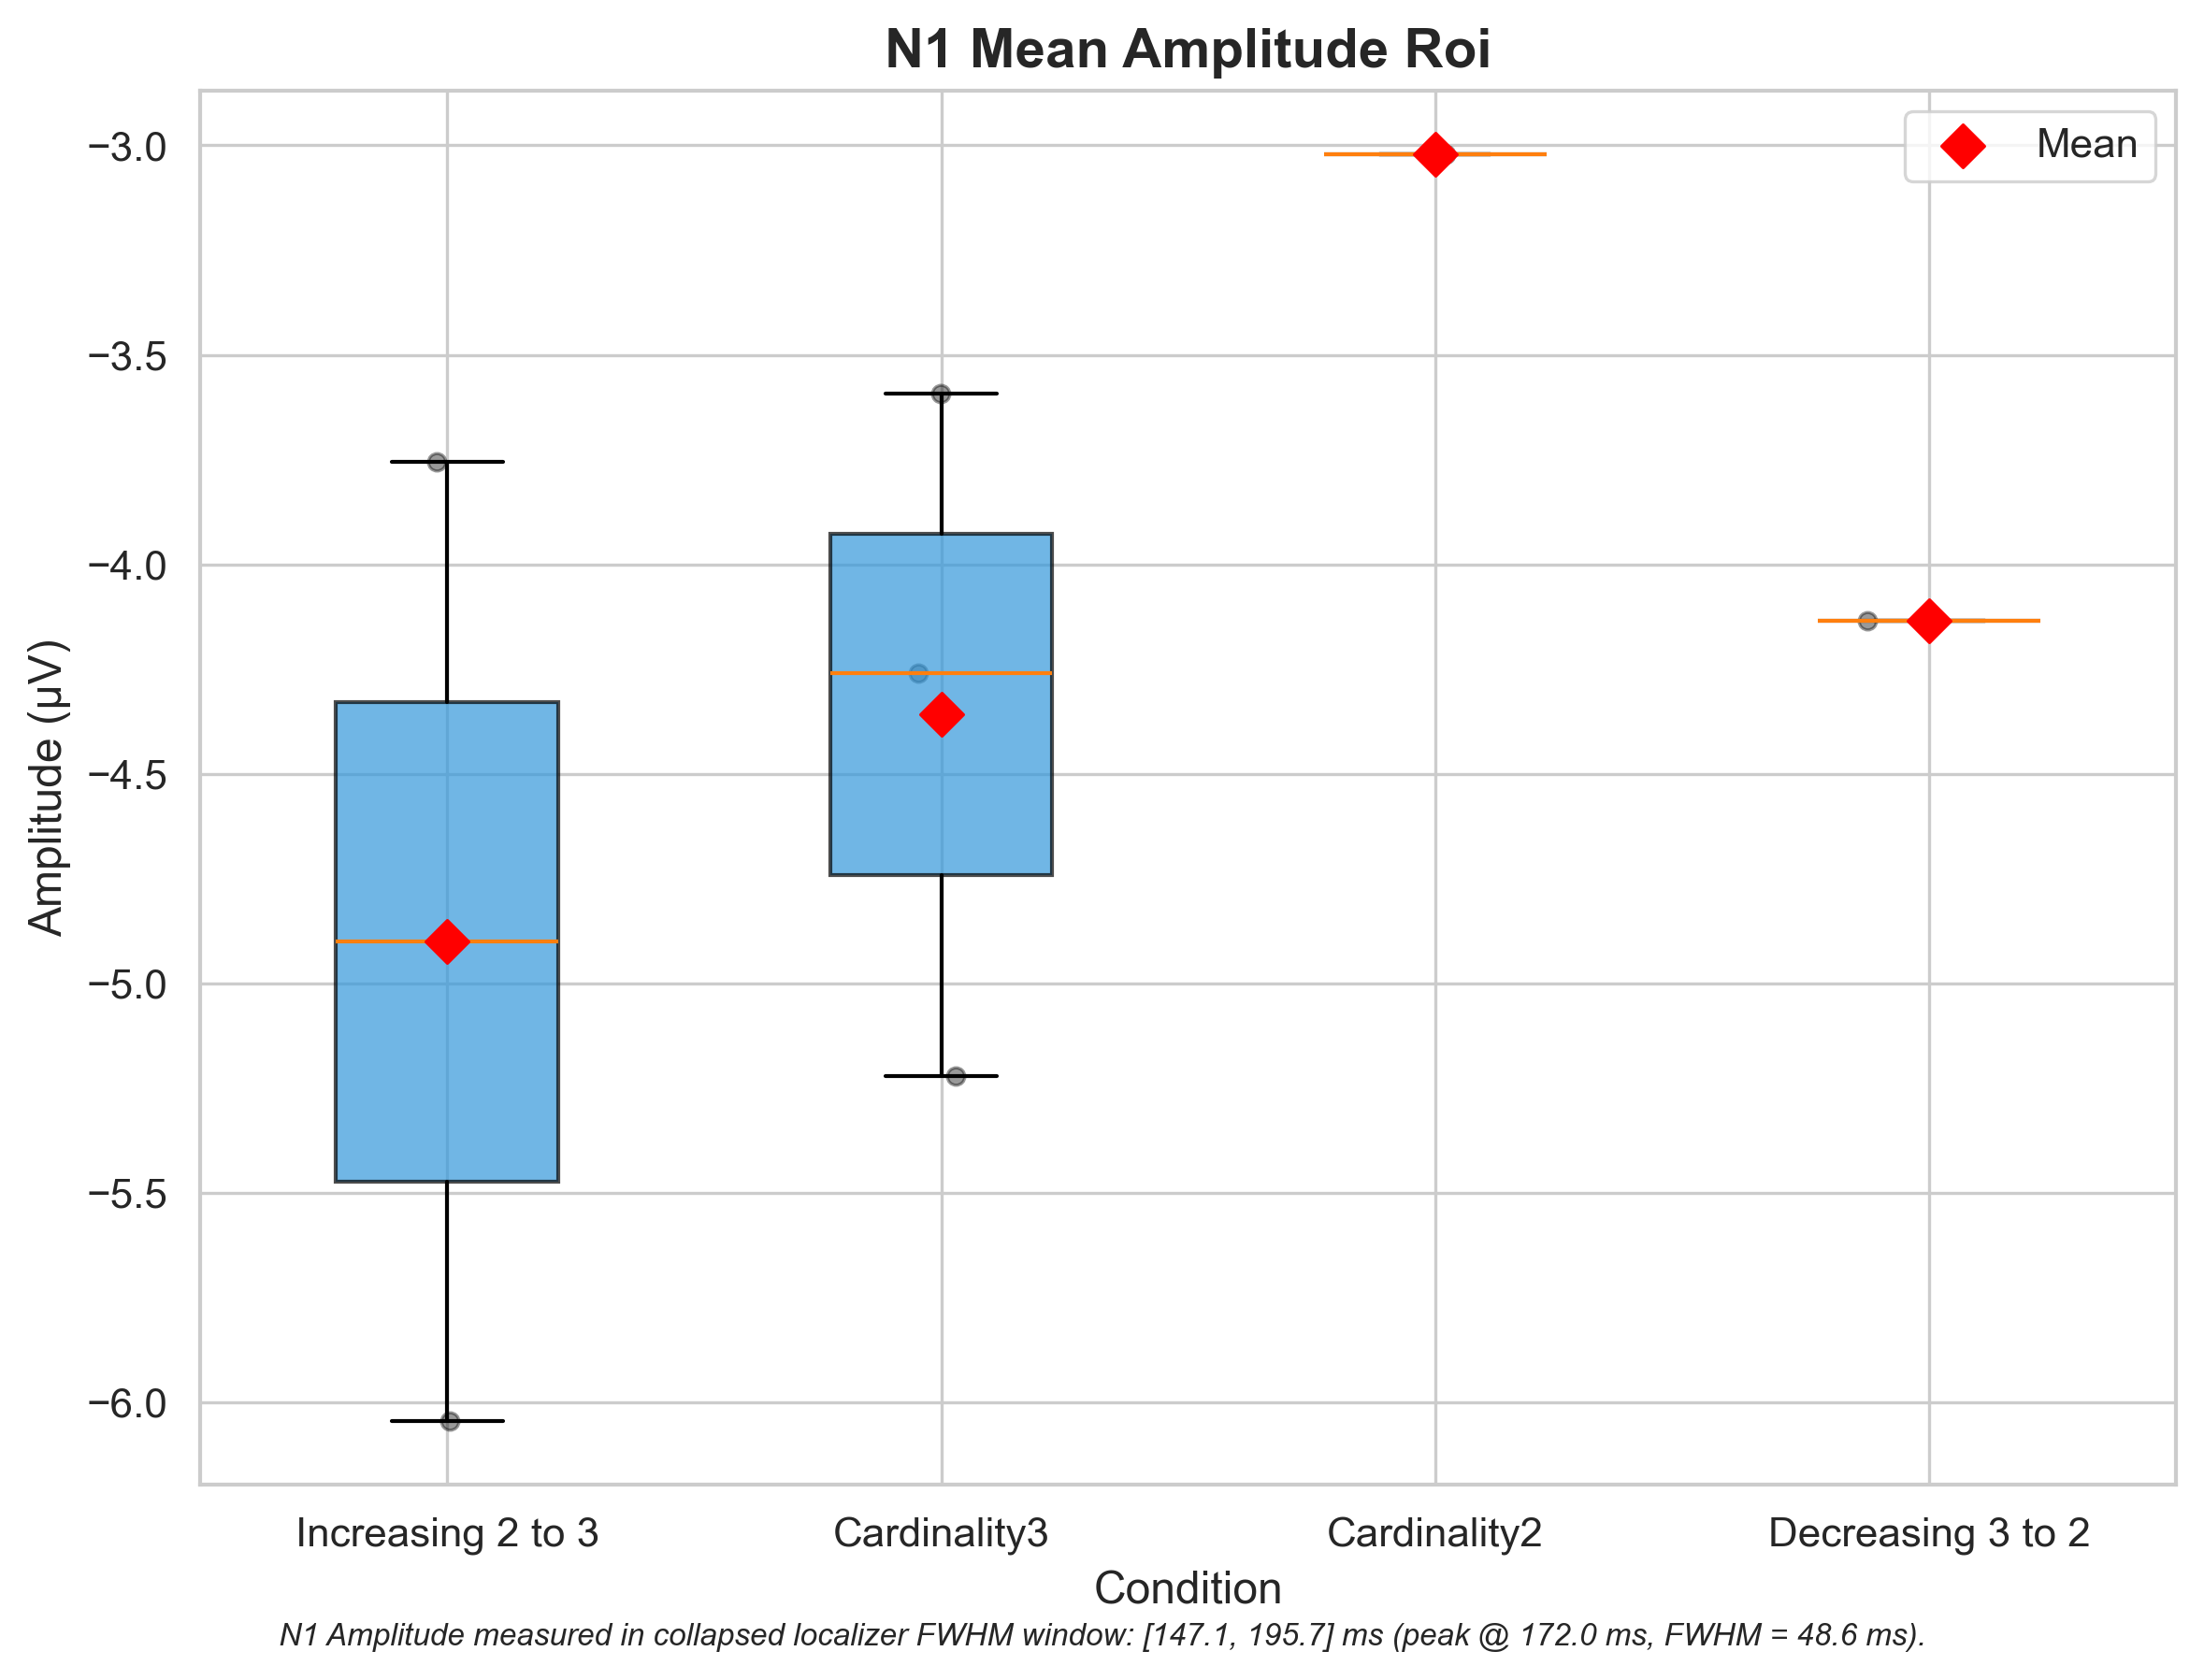 N1 Mean Amplitude Roi
Mean
−3.0
−3.5
−4.0
−4.5
−5.0
−5.5
−6.0
Amplitude (µV)
Increasing 2 to 3
Cardinality3
Cardinality2
Decreasing 3 to 2
Condition
N1 Amplitude measured in collapsed localizer FWHM window: [147.1, 195.7] ms (peak @ 172.0 ms, FWHM = 48.6 ms).